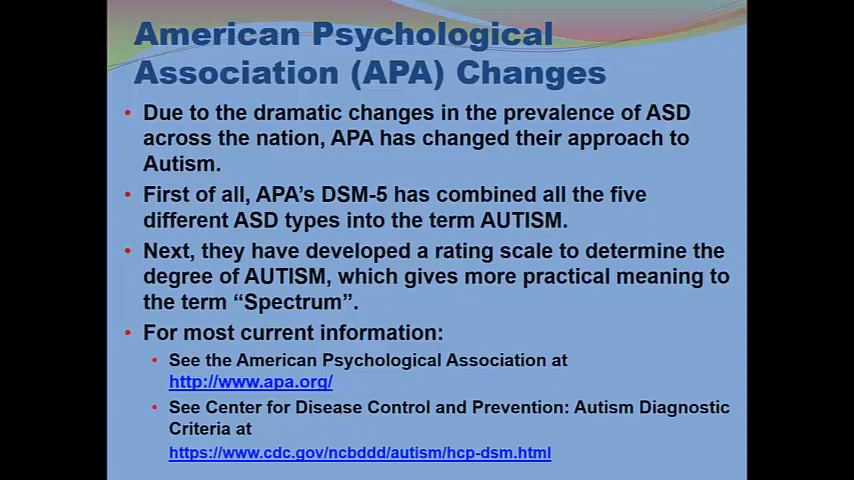 American Psychological
Association (APA) Changes
• Due to the dramatic changes in the prevalence of ASD
across the nation, APA has changed their approach to
Autism.
• First of all, APA's DSM-5 has combined all the five
different ASD types into the term AUTISM.
• Next, they have developed a rating scale to determine the
degree of AUTISM, which gives more practical meaning to
the term “Spectrum”.
• For most current information:
• See the American Psychological Association at
http://www.apa.org/
• See Center for Disease Control and Prevention: Autism Diagnostic
Criteria at
https://www.cdc.gov/ncbddd/autism/hcp-dsm.html